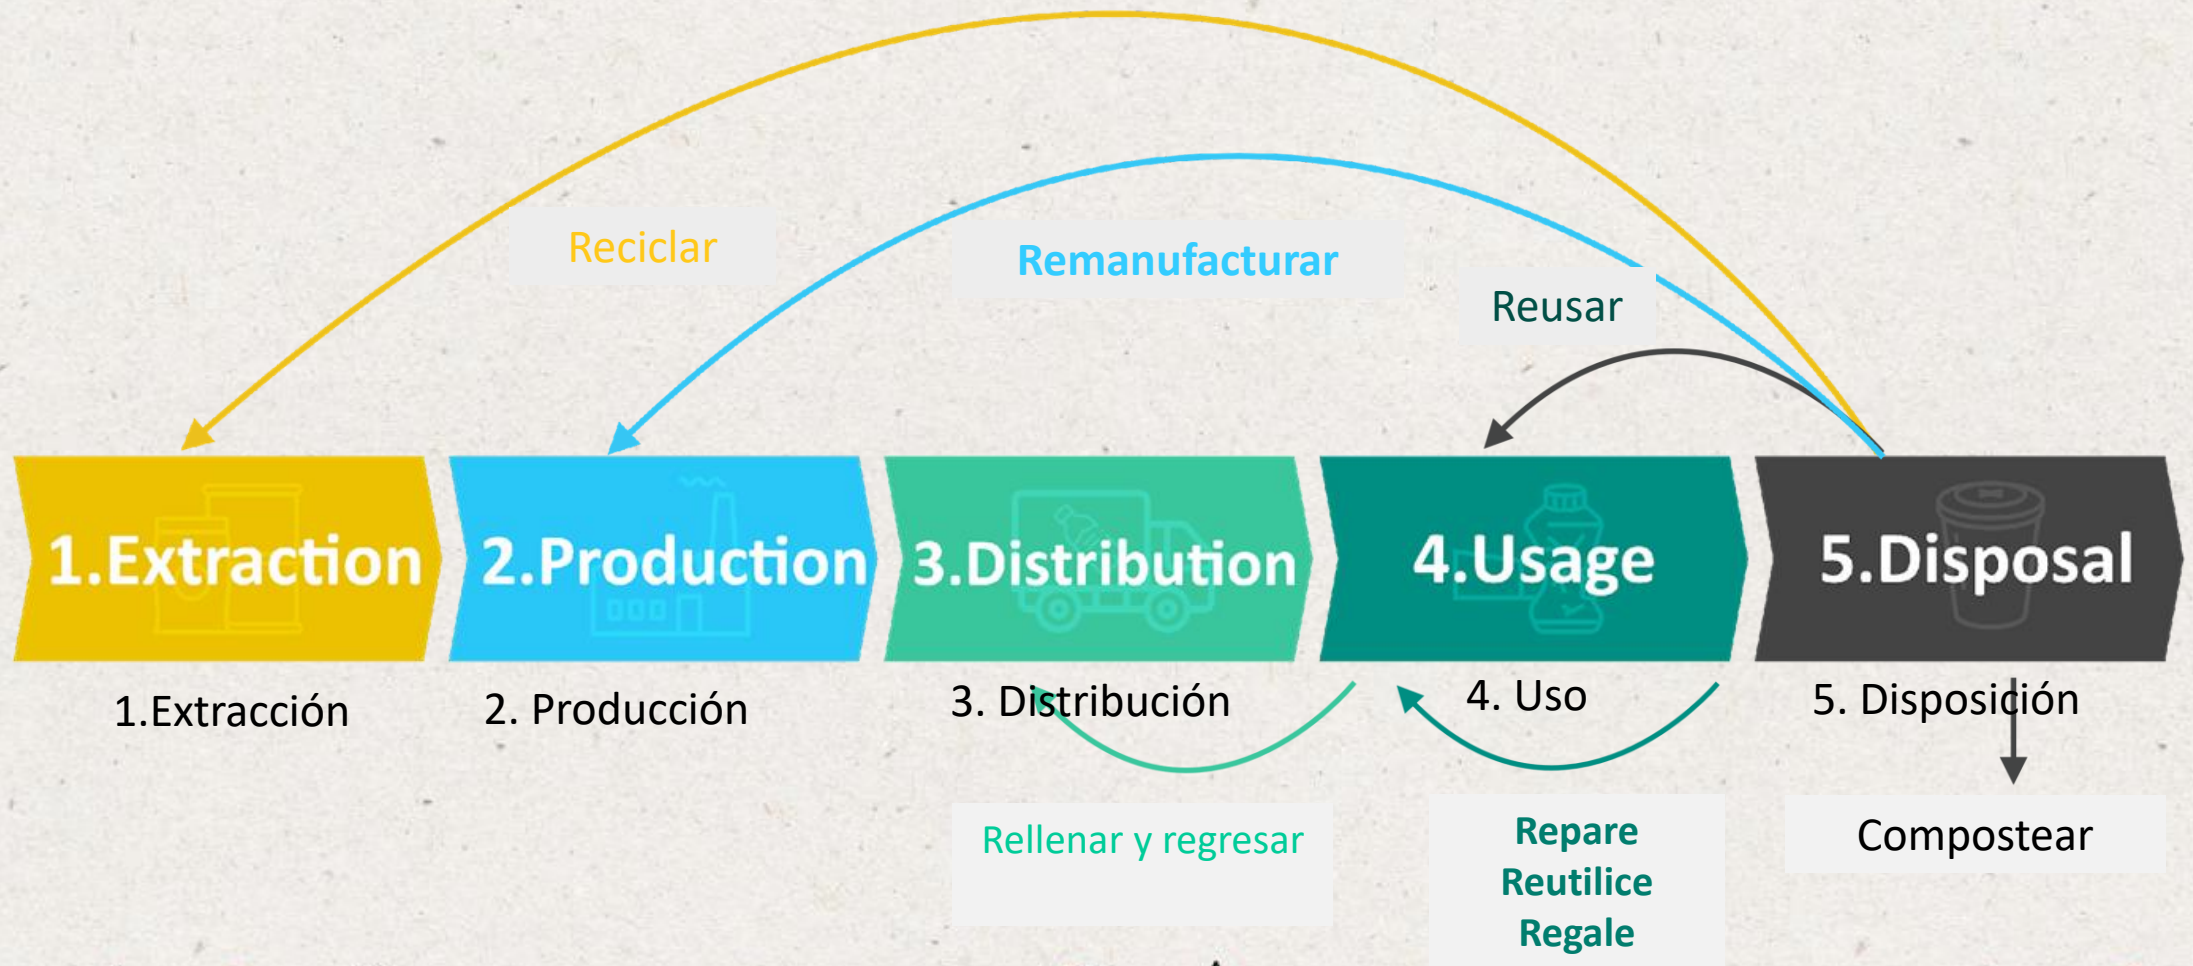 Reciclar
Remanufacturar
Reusar
1.Extraction
2.Production
3.Distribution
4.Usage
5.Disposal
1.Extracción
2. Producción
3. Distribución
4. Uso
5. Disposición
Rellenar y regresar
Repare
Reutilice
Regale
Compostear